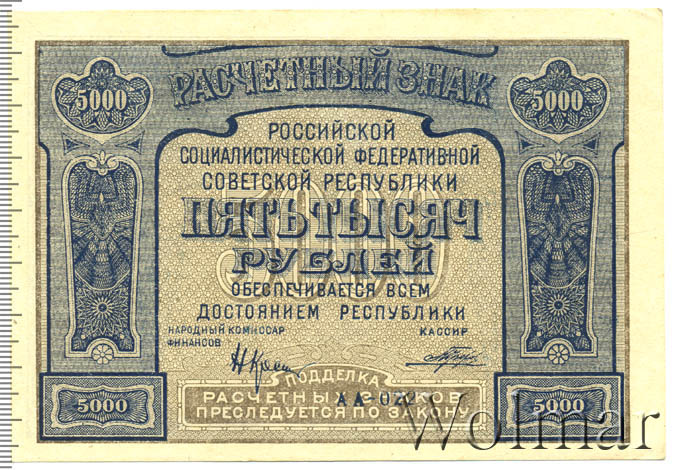 РАСЧЕТНЫЙ ЗНАК
5000 5000
РОССИЙСКОЙ
СОЦИАЛИСТИЧЕСКОЙ ФЕДЕРАТИВНОЙ
СОВЕТСКОЙ РЕСПУБЛИКИ
5000
ПЯТЬ ТЫСЯЧ
РУБЛЕЙ
ОБЕСПЕЧИВАЕТСЯ ВСЕМ
ДОСТОЯНИЕМ РЕСПУБЛИКИ
НАРОДНЫЙ КОМИССАР
ФИНАНСОВ
КАССИР
ПОДДЕЛКА
РАСЧЕТНЫХ ЗНАКОВ
ПРЕСЛЕДУЕТСЯ ПО ЗАКОНУ
5000 5000
Wolmar